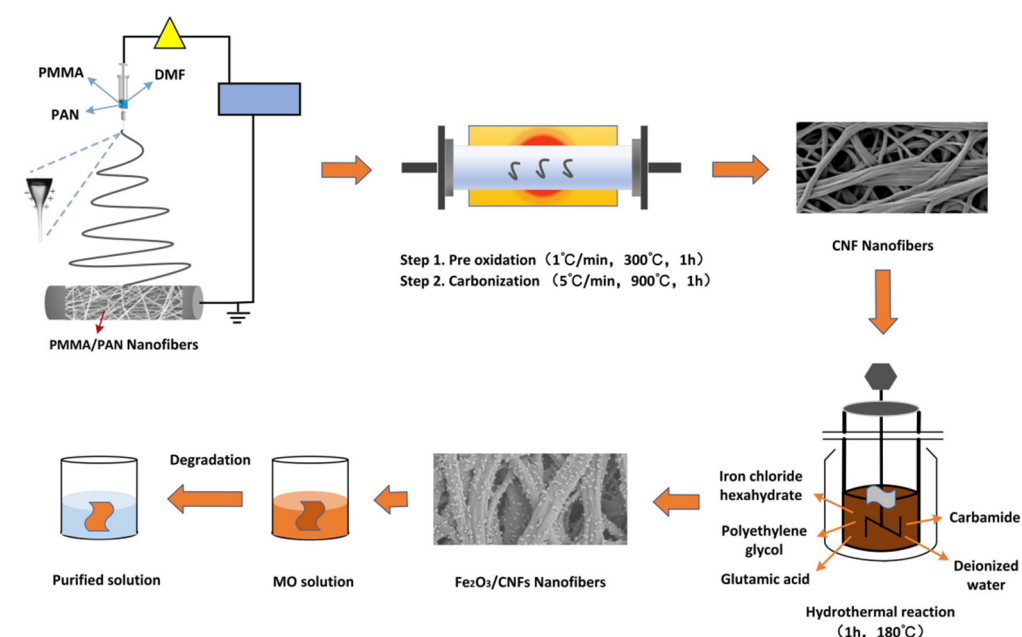 PMMA
DMF
PAN
PMMA/PAN Nanofibers
Step 1. Pre oxidation（1℃/min，300℃，1h）
Step 2. Carbonization （5℃/min，900℃，1h）
CNF Nanofibers
Iron chloride
hexahydrate
Polyethylene
glycol
Glutamic acid
Carbamide
Deionized
water
Hydrothermal reaction
（1h，180℃）
Fe₂O₃/CNFs Nanofibers
MO solution
Degradation
Purified solution